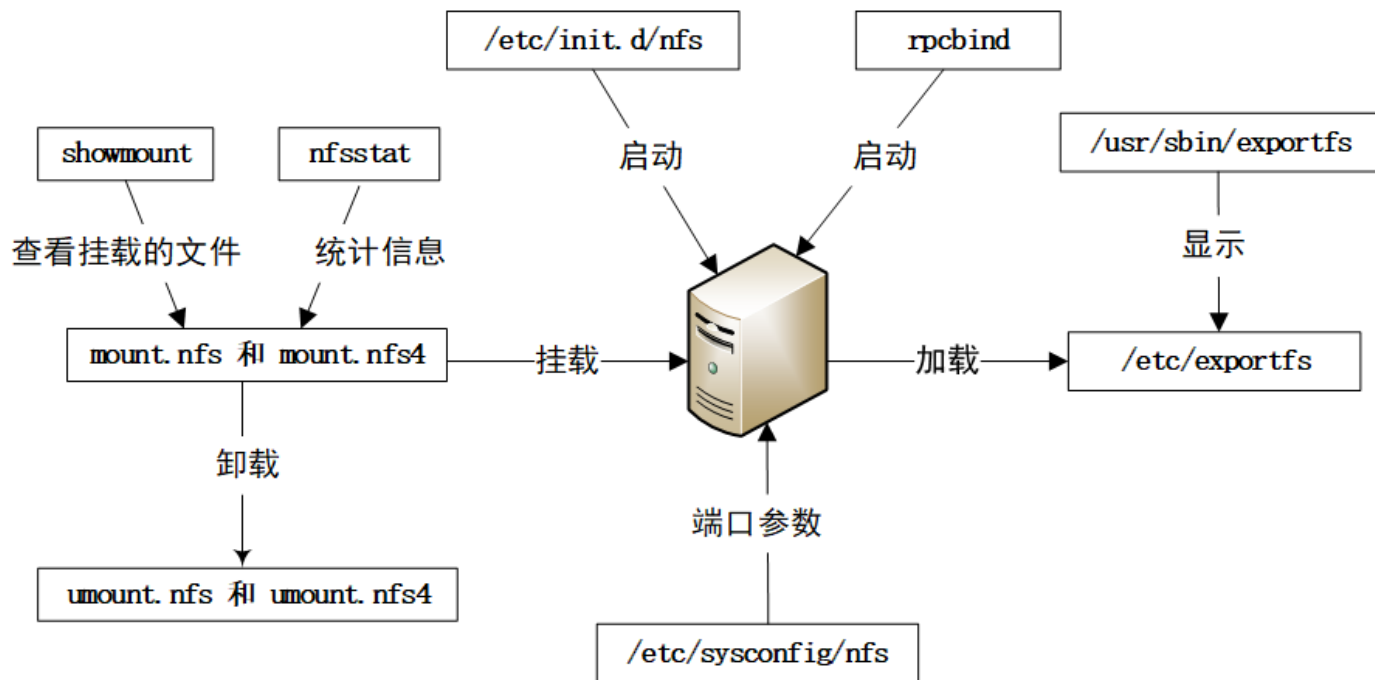 /etc/init.d/nfs
rpcbind
showmount
nfsstat
/usr/sbin/exportfs
启动
启动
查看挂载的文件
统计信息
显示
mount.nfs 和 mount.nfs4
挂载
加载
/etc/exportfs
卸载
端口参数
umount.nfs 和 umount.nfs4
/etc/sysconfig/nfs